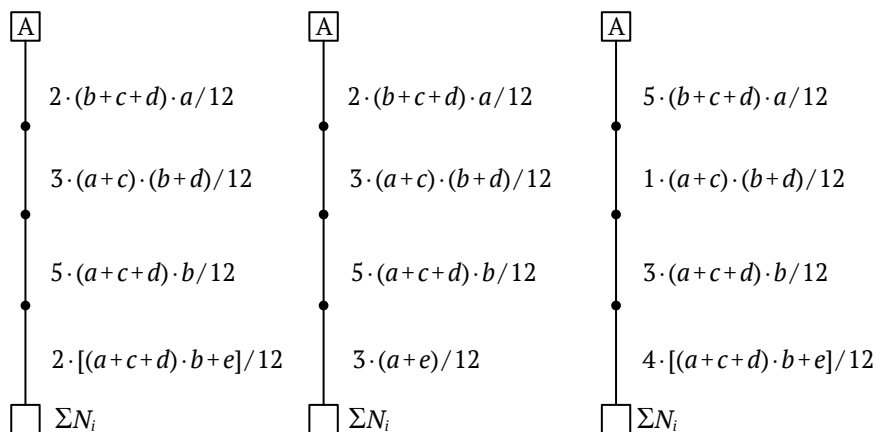 A A A
2·(b+c+d)·a/12 2·(b+c+d)·a/12 5·(b+c+d)·a/12
3·(a+c)·(b+d)/12 3·(a+c)·(b+d)/12 1·(a+c)·(b+d)/12
5·(a+c+d)·b/12 5·(a+c+d)·b/12 3·(a+c+d)·b/12
2·[(a+c+d)·b+e]/12 3·(a+e)/12 4·[(a+c+d)·b+e]/12
ΣNᵢ ΣNᵢ ΣNᵢ